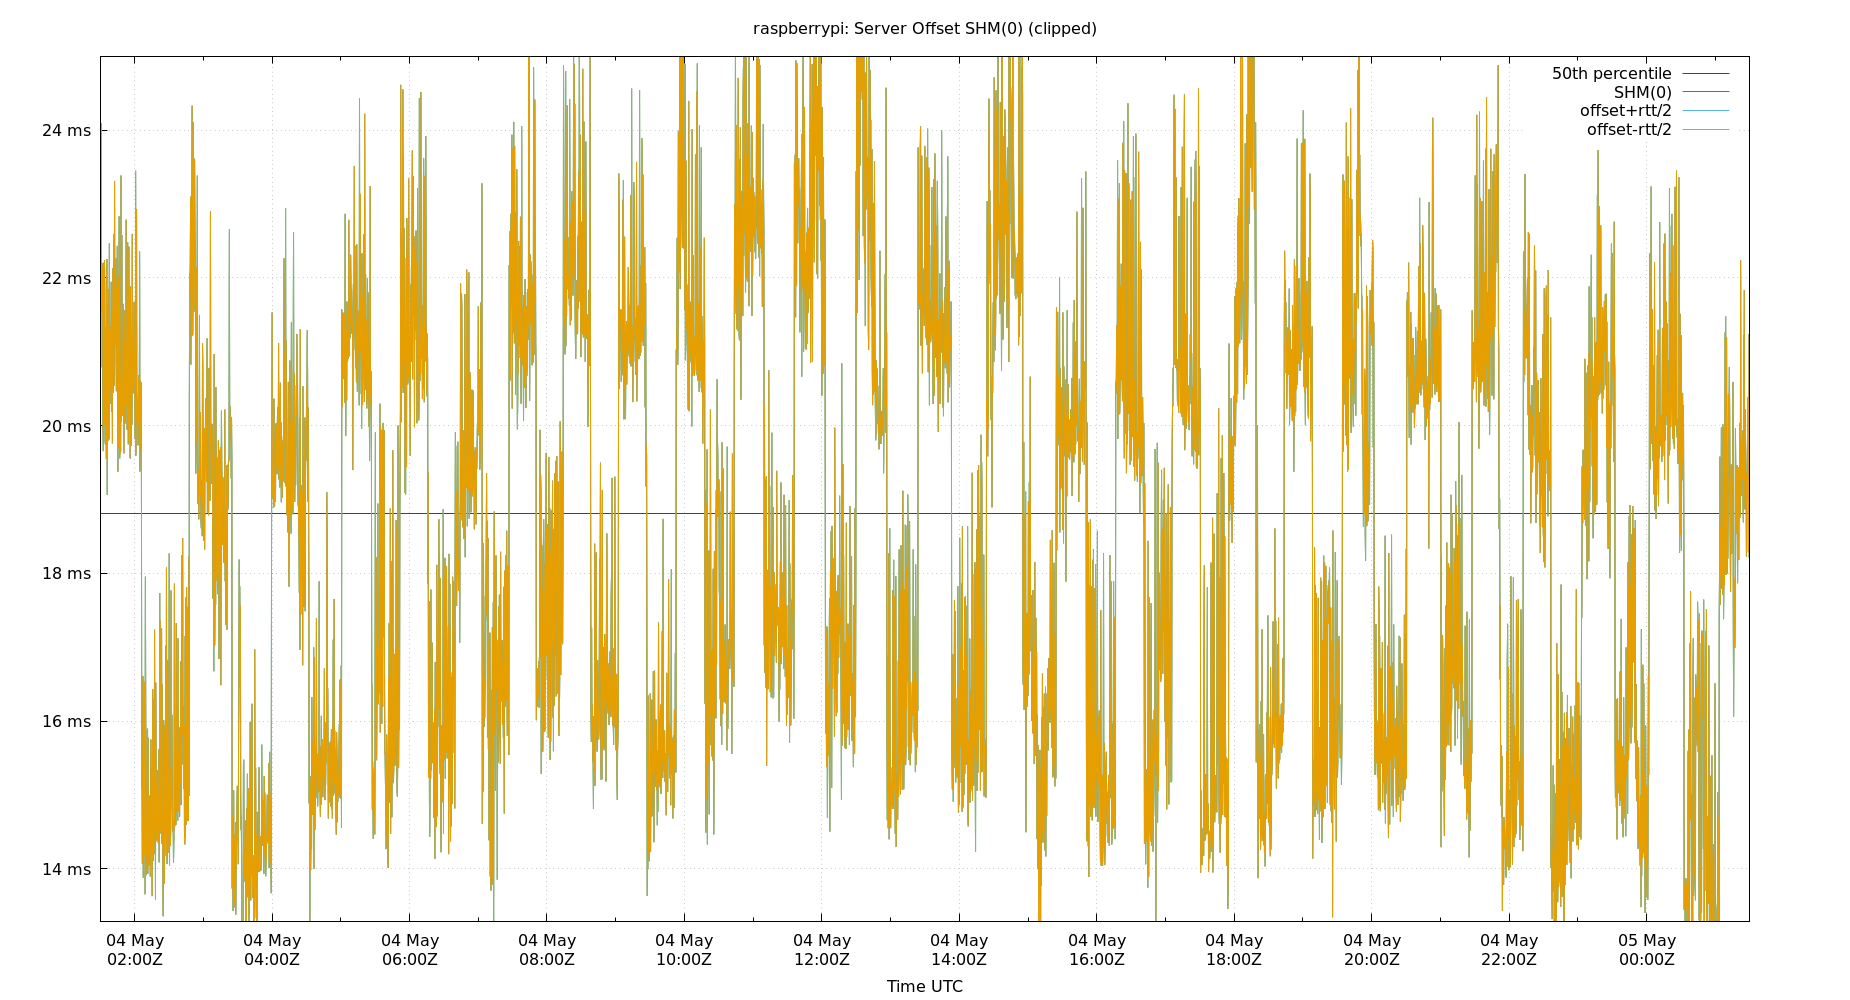 raspberrypi: Server Offset SHM(0) (clipped)
50th percentile
SHM(0)
offset+rtt/2
offset-rtt/2
24 ms
22 ms
20 ms
18 ms
16 ms
14 ms
04 May 04 May 04 May 04 May 04 May 04 May 04 May 04 May 04 May 04 May 04 May 05 May
02:00Z 04:00Z 06:00Z 08:00Z 10:00Z 12:00Z 14:00Z 16:00Z 18:00Z 20:00Z 22:00Z 00:00Z
Time UTC